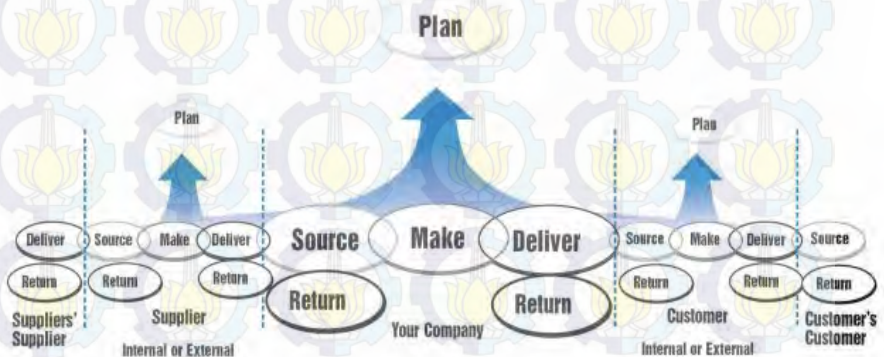 Plan
Plan
Plan
Deliver Source Make Deliver Source Make Deliver Source Make Deliver Source
Return Return Return Return Return Return Return Return
Suppliers' Supplier
Supplier
Internal or External
Your Company
Customer
Internal or External
Customer's Customer